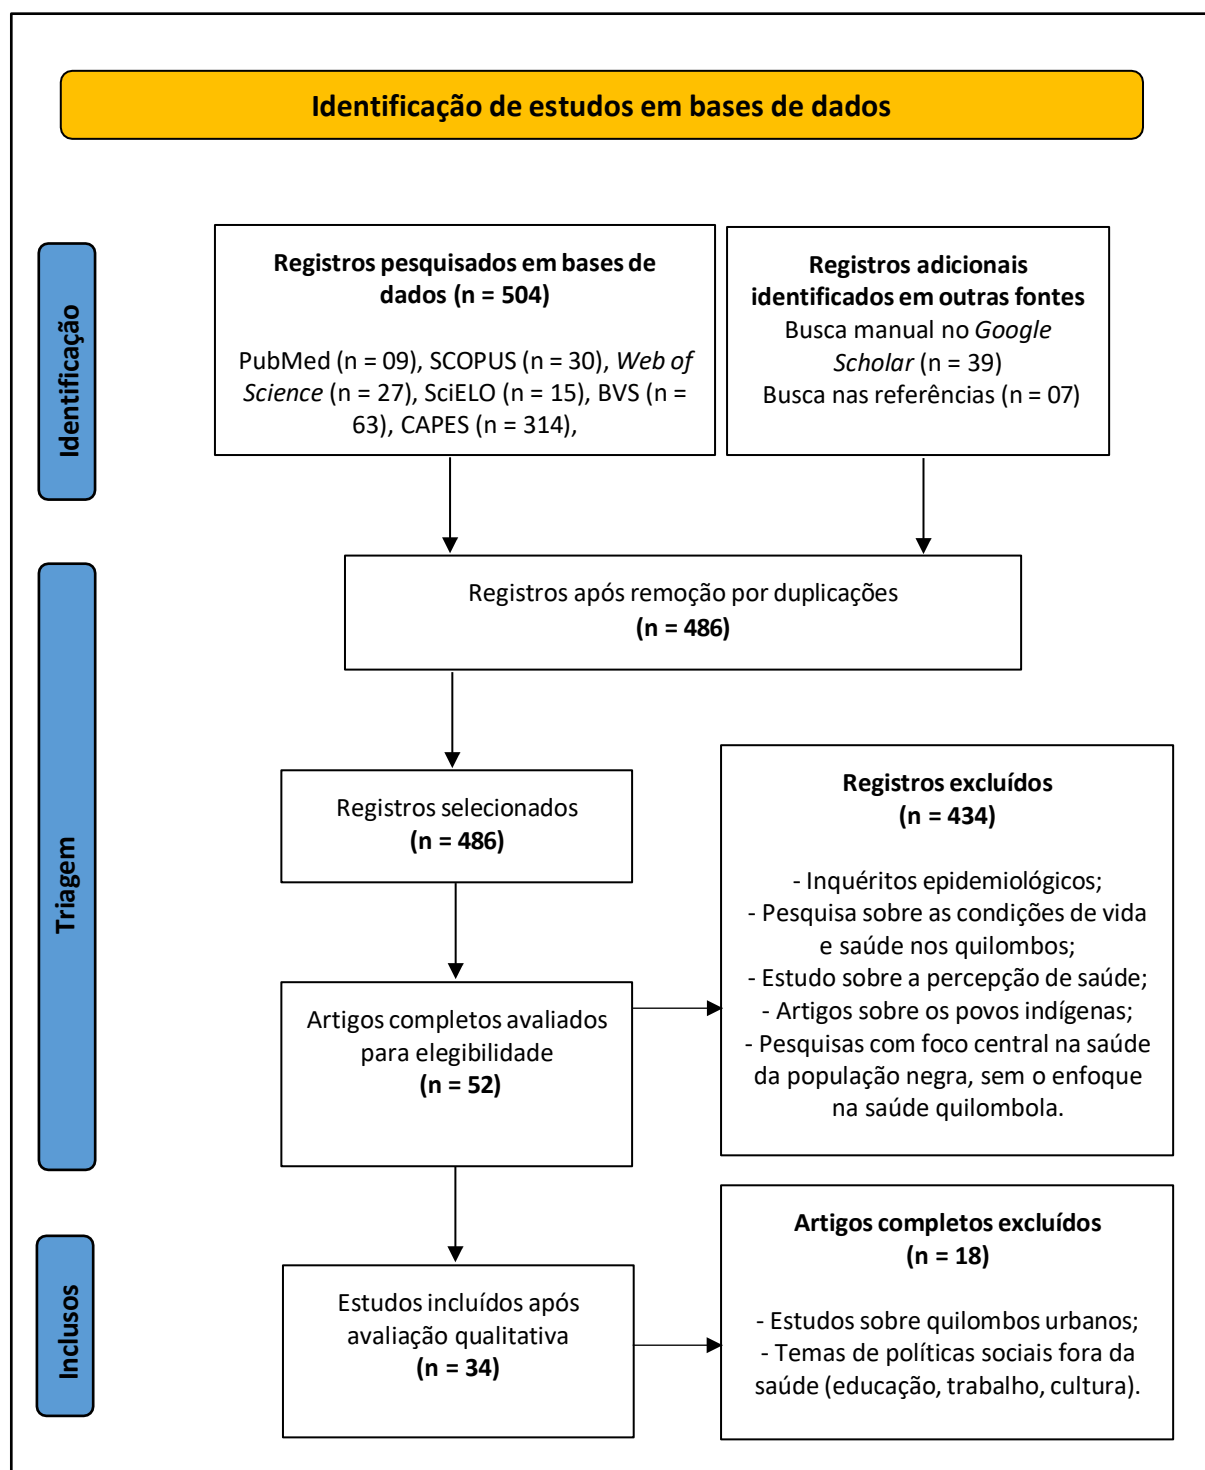 Identificação de estudos em bases de dados
Identificação
Registros pesquisados em bases de
dados (n = 504)
PubMed (n = 09), SCOPUS (n = 30), Web of
Science (n = 27), SciELO (n = 15), BVS (n =
63), CAPES (n = 314),
Registros adicionais
identificados em outras fontes
Busca manual no Google
Scholar (n = 39)
Busca nas referências (n = 07)
Triagem
Registros após remoção por duplicações
(n = 486)
Registros selecionados
(n = 486)
Registros excluídos
(n = 434)
- Inquéritos epidemiológicos;
- Pesquisa sobre as condições de vida
e saúde nos quilombos;
- Estudo sobre a percepção de saúde;
- Artigos sobre os povos indígenas;
- Pesquisas com foco central na saúde
da população negra, sem o enfoque
na saúde quilombola.
Artigos completos avaliados
para elegibilidade
(n = 52)
Inclusos
Estudos incluídos após
avaliação qualitativa
(n = 34)
Artigos completos excluídos
(n = 18)
- Estudos sobre quilombos urbanos;
- Temas de políticas sociais fora da
saúde (educação, trabalho, cultura).